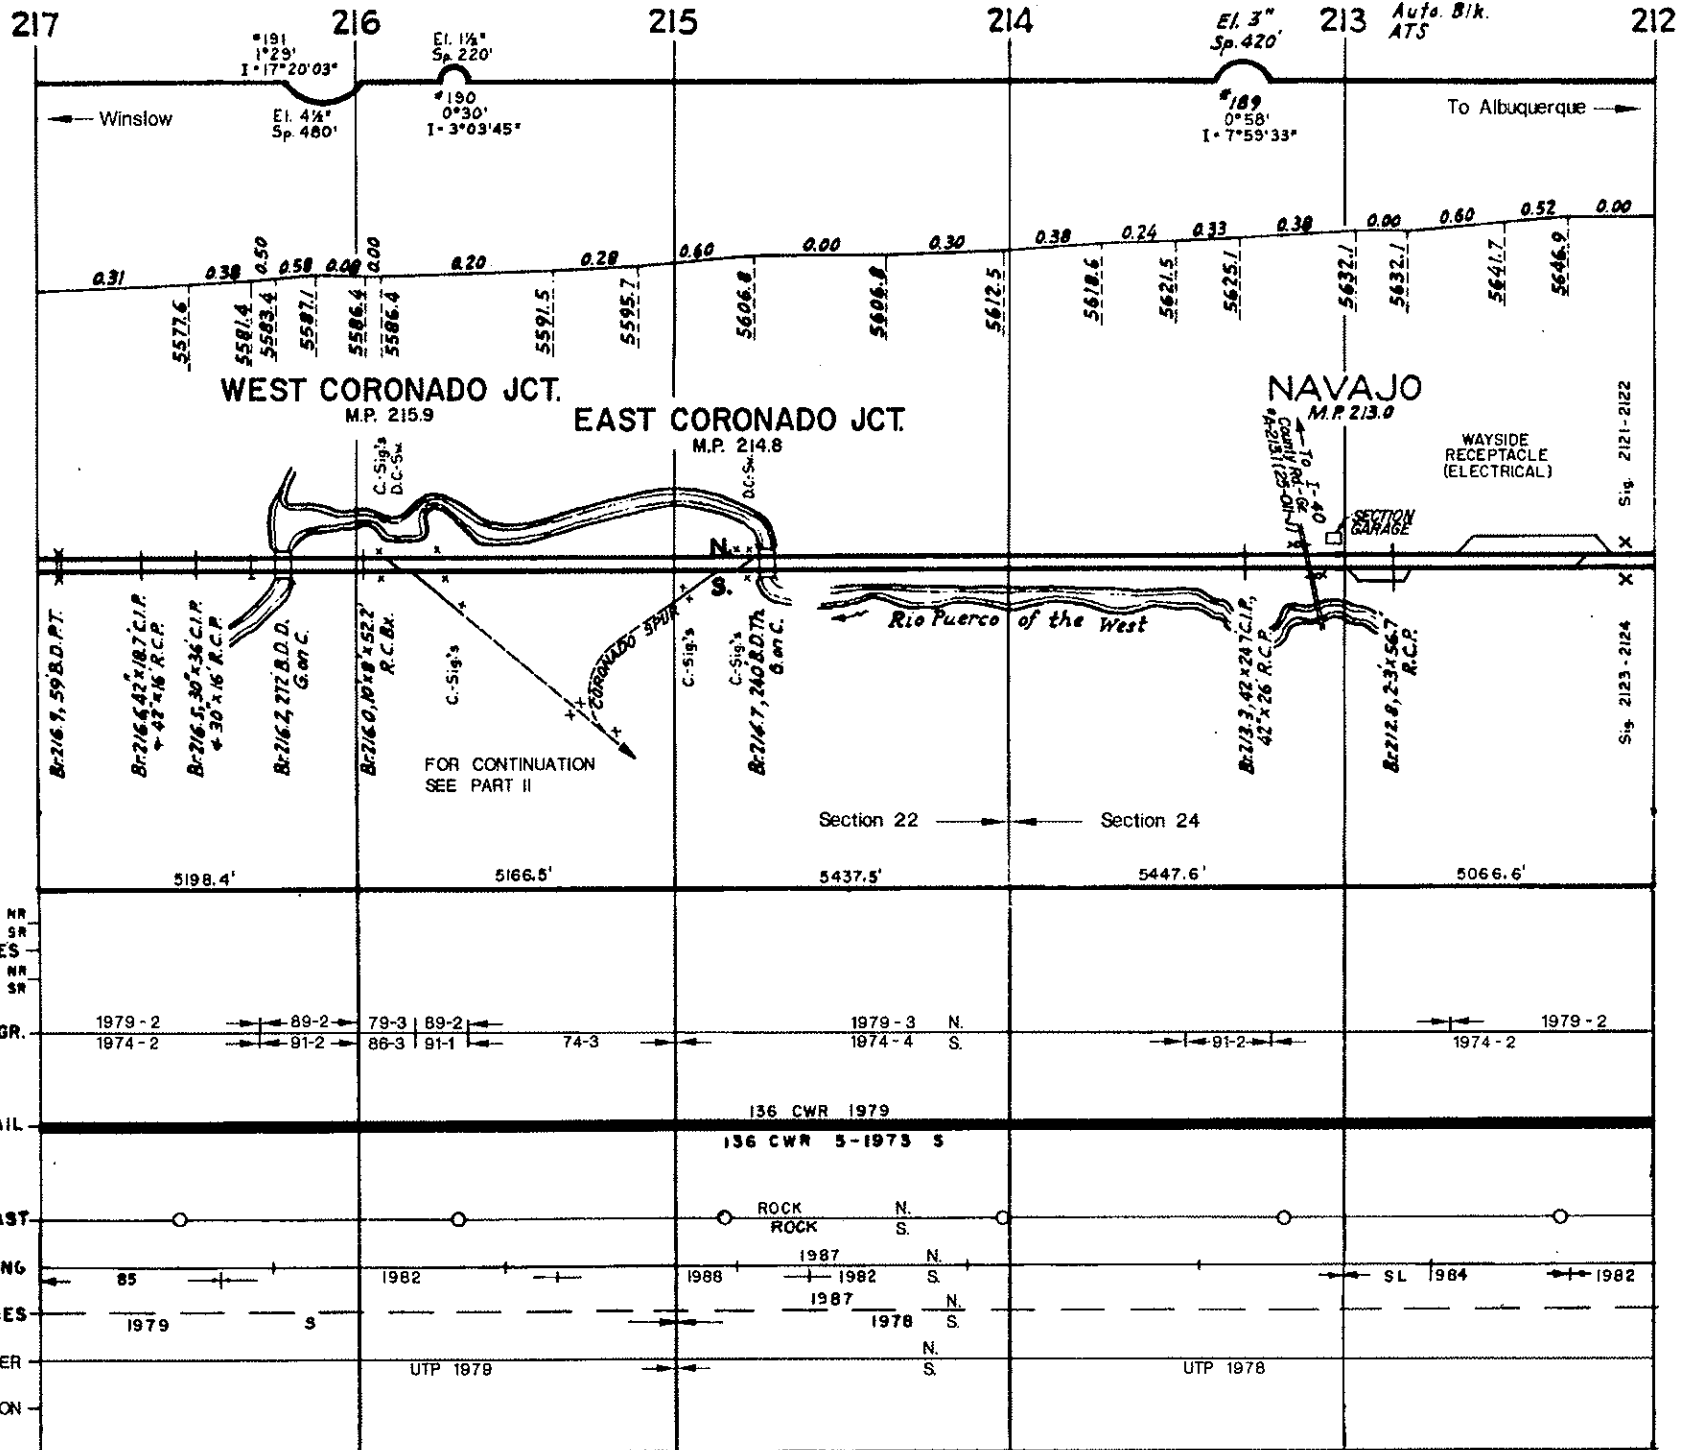 217 216 215 214 213 212
Auto. Blk.
ATS
#191
1°29'
I=17°20'03"
El. 4½"
Sp. 480'
El. 1½"
Sp. 220'
#190
0°30'
I=3°03'45"
El. 3"
Sp. 420'
#189
0°58'
I=7°59'33"
Winslow
To Albuquerque
0.31 0.38 0.50 0.58 0.00 0.00 0.20 0.28 0.60 0.00 0.30 0.38 0.24 0.33 0.38 0.00 0.60 0.52 0.00
5577.6 5581.4 5583.4 5587.1 5586.4 5586.4 5591.5 5595.7 5606.8 5606.8 5612.5 5618.6 5621.5 5625.1 5632.1 5632.1 5641.7 5646.9
WEST CORONADO JCT.
M.P. 215.9
EAST CORONADO JCT.
M.P. 214.8
NAVAJO
M.P. 213.0
C.-Sig.'s
D.C.-Sw.
D.C.-Sw.
To I-40
County Rd.-Gr.
WAYSIDE
RECEPTACLE
(ELECTRICAL)
SECTION
GARAGE
Sig. 2121-2122
N.
S.
CORONADO SPUR
Rio Puerco of the West
Br. 216.9, 59' B.D.P.T.
Br. 216.6, 42"x18.7' C.I.P.
+ 42"x16' R.C.P.
Br. 216.5, 30"x36' C.I.P.
+ 30"x16' R.C.P.
Br. 216.2, 272' B.D.D.
G. on C.
Br. 216.0, 10'x8'x52.2'
R.C. Bx.
C.-Sig.'s
C.-Sig.'s
C.-Sig.'s
Br. 214.7, 240' B.D.Th.
G. on C.
Br. 213.3, 42"x24.7' C.I.P.,
42"x26' R.C.P.
Br. 212.8, 2-3'x56.7'
R.C.P.
Sig. 2123-2124
FOR CONTINUATION
SEE PART II
Section 22 Section 24
5198.4' 5166.5' 5437.5' 5447.6' 5066.6'
NR
SR
ES
NR
SR
GR.
1979-2 89-2 79-3 89-2 1979-3 N. 1979-2
1974-2 91-2 86-3 91-1 74-3 1974-4 S. 91-2 1974-2
136 CWR 1979
AIL
136 CWR 5-1973 S
AST ROCK N.
ROCK S.
NG 1987 N.
85 1982 1988 1982 S. SL 1984 1982
ES 1987 N.
1979 S 1978 S.
ER N.
UTP 1979 S. UTP 1978
ON